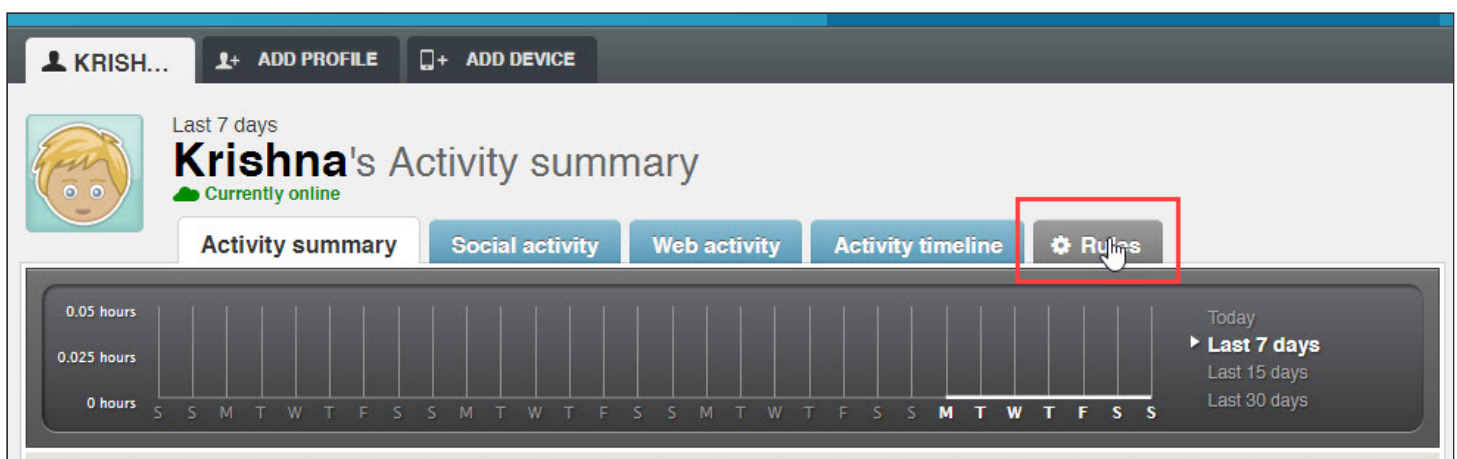 KRISH...
ADD PROFILE
ADD DEVICE
Last 7 days
Krishna's Activity summary
Currently online
Activity summary
Social activity
Web activity
Activity timeline
Rules
0.05 hours
0.025 hours
0 hours
S S M T W T F S S M T W T F S S M T W T F S S M T W T F S S
Today
Last 7 days
Last 15 days
Last 30 days